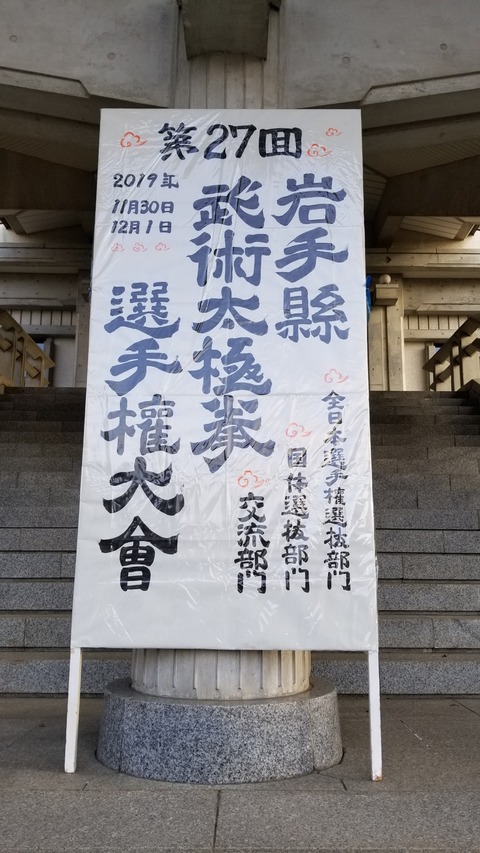 第27回
岩手縣
武術太極拳
選手權大會
2019年
11月30日
12月1日
全日本選手権選抜部門
国体選抜部門
交流部門